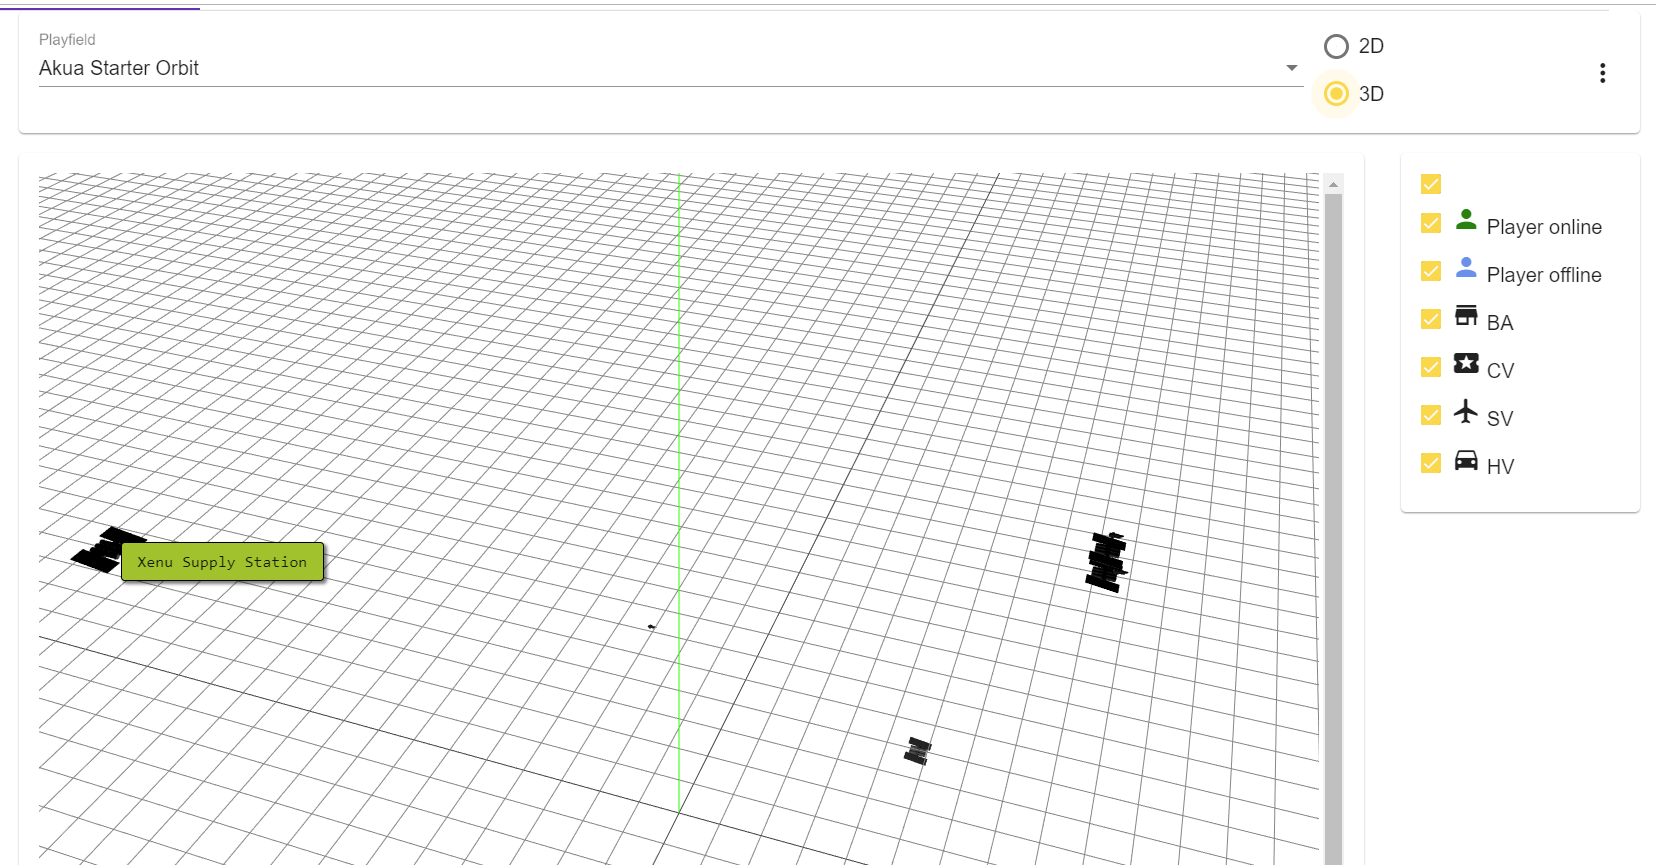 Playfield
Akua Starter Orbit
2D
3D
Player online
Player offline
BA
CV
SV
HV
Xenu Supply Station